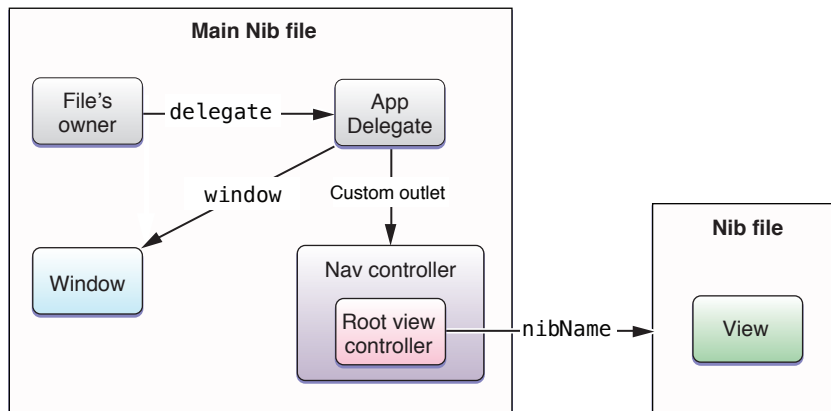 Main Nib file
File's
owner
delegate
App
Delegate
window
Custom outlet
Window
Nav controller
Root view
controller
nibName
Nib file
View